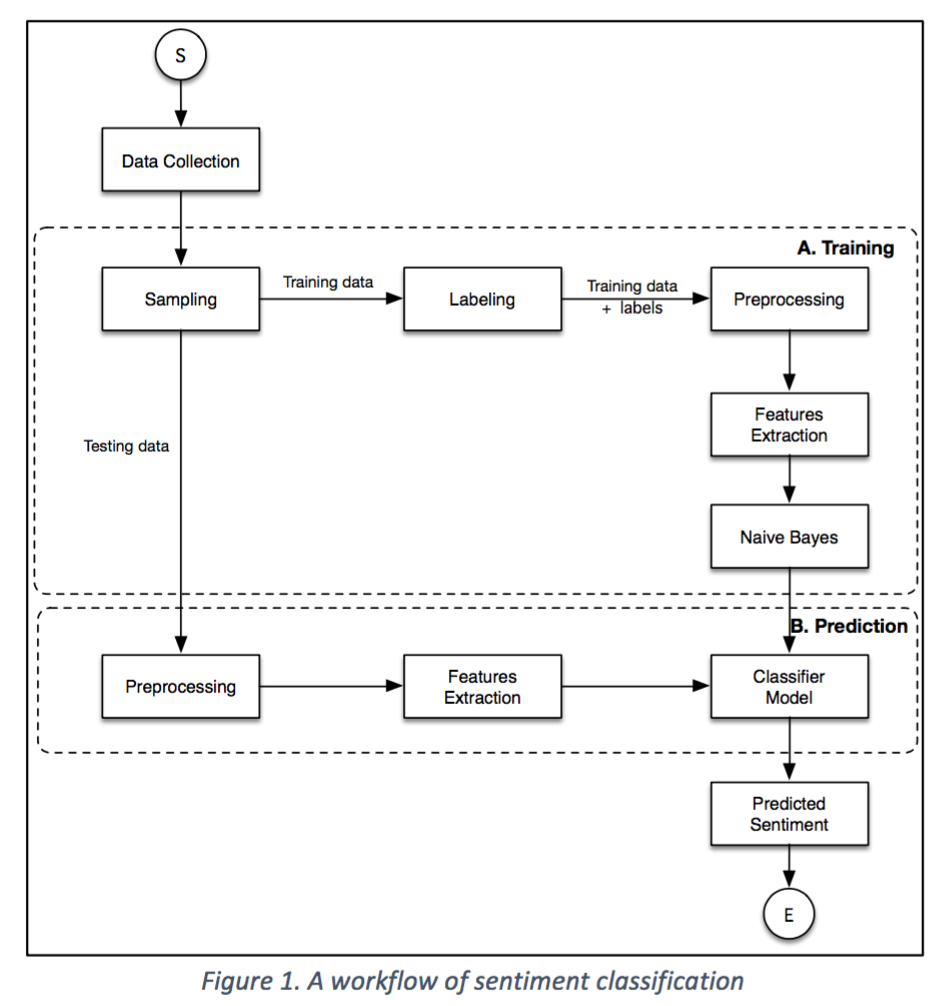 S
Data Collection
A. Training
Sampling
Training data
Labeling
Training data
+ labels
Preprocessing
Features
Extraction
Testing data
Naive Bayes
B. Prediction
Preprocessing
Features
Extraction
Classifier
Model
Predicted
Sentiment
E
Figure 1. A workflow of sentiment classification